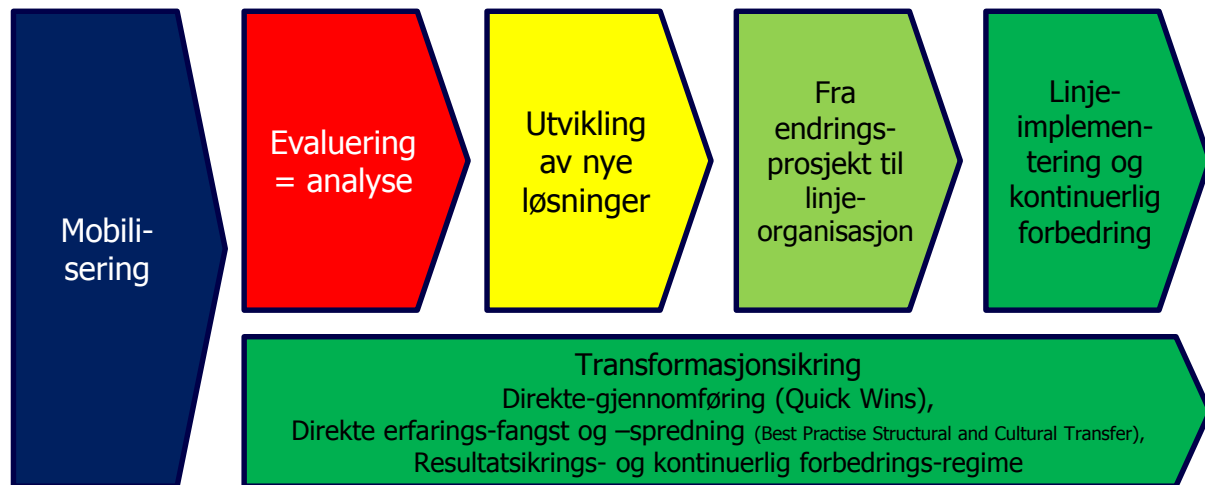 Mobili-
sering
Evaluering
= analyse
Utvikling
av nye
løsninger
Fra
endrings-
prosjekt til
linje-
organisasjon
Linje-
implemen-
tering og
kontinuerlig
forbedring
Transformasjonsikring
Direkte-gjennomføring (Quick Wins),
Direkte erfarings-fangst og –spredning (Best Practise Structural and Cultural Transfer),
Resultatsikrings- og kontinuerlig forbedrings-regime